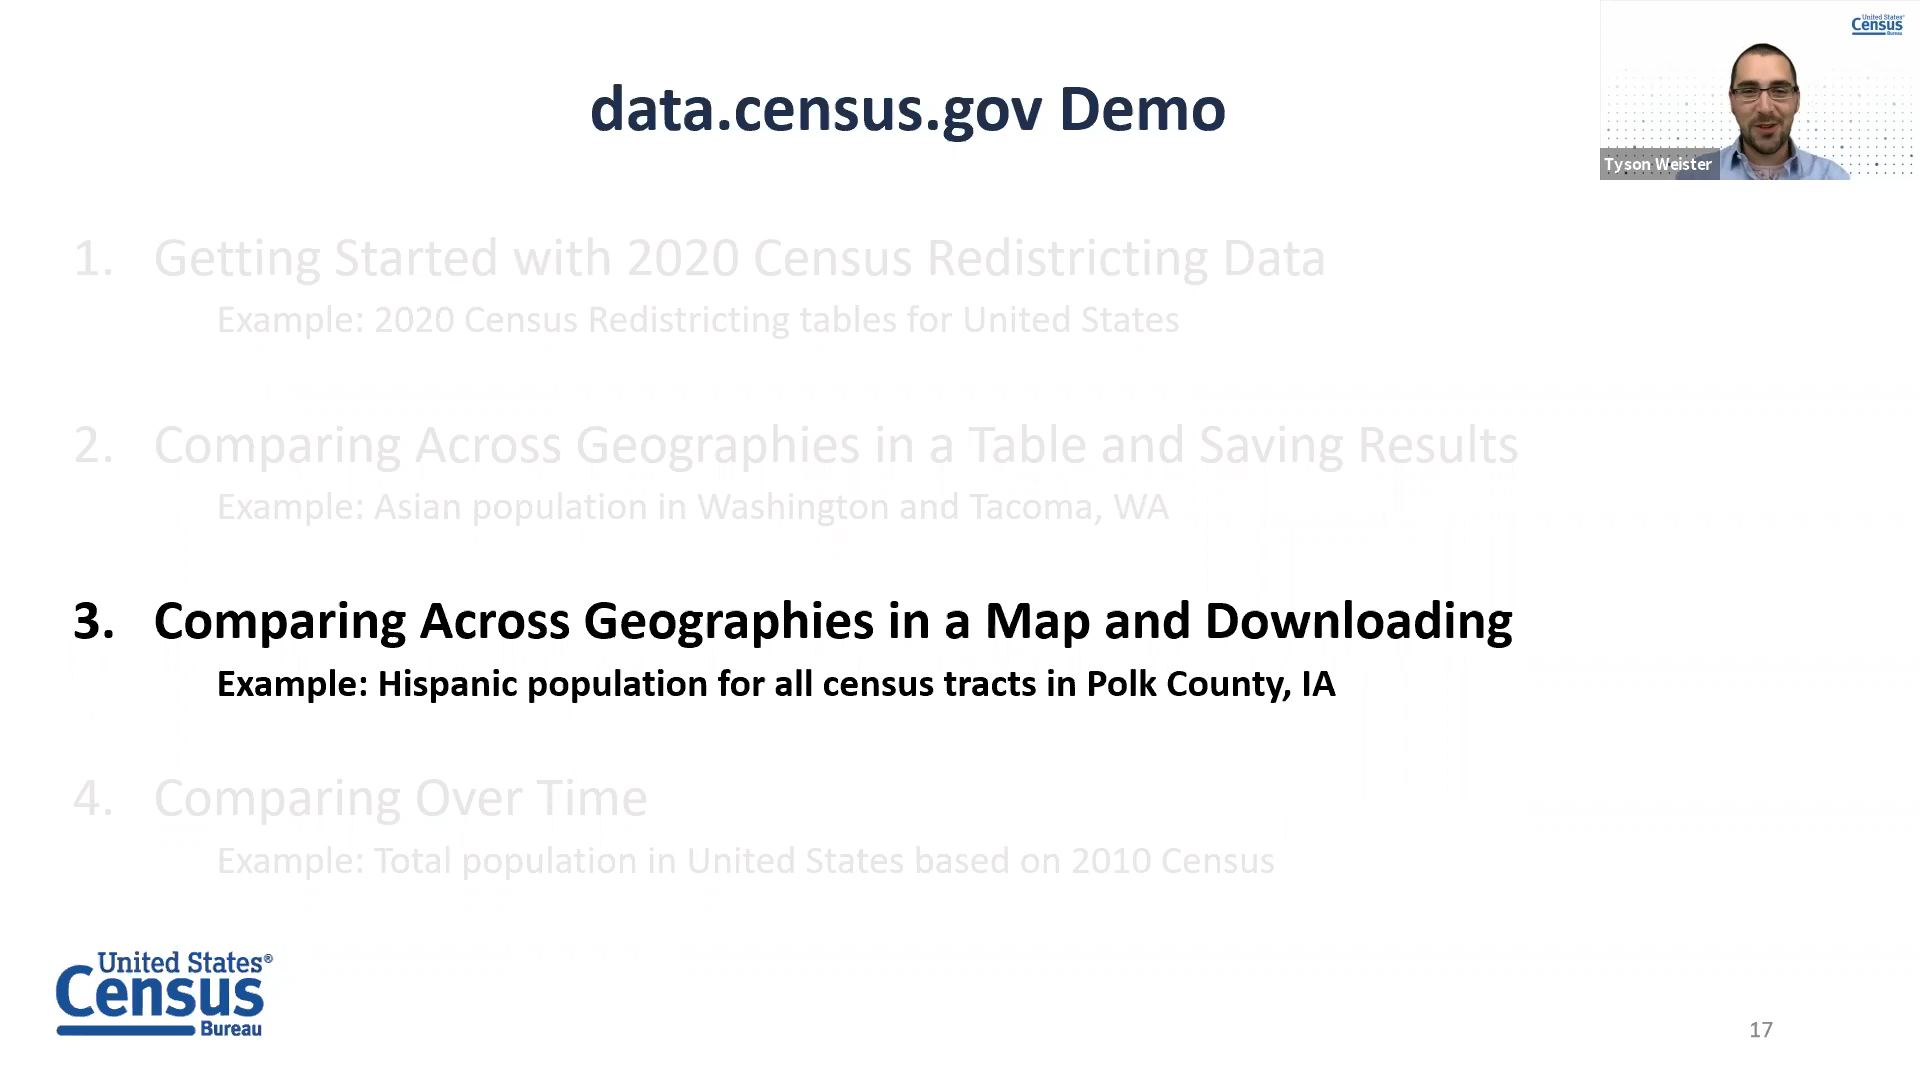 United States®
Census
Bureau
data.census.gov Demo
Tyson Weister
1. Getting Started with 2020 Census Redistricting Data
Example: 2020 Census Redistricting tables for United States
2. Comparing Across Geographies in a Table and Saving Results
Example: Asian population in Washington and Tacoma, WA
3. Comparing Across Geographies in a Map and Downloading
Example: Hispanic population for all census tracts in Polk County, IA
4. Comparing Over Time
Example: Total population in United States based on 2010 Census
United States®
Census
Bureau
17